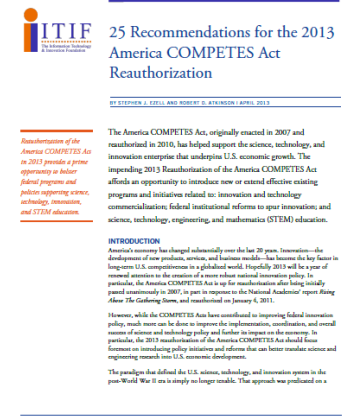 ITIF
The Information Technology
& Innovation Foundation
25 Recommendations for the 2013
America COMPETES Act
Reauthorization
BY STEPHEN J. EZELL AND ROBERT D. ATKINSON | APRIL 2013
Reauthorization of the
America COMPETES Act
in 2013 provides a prime
opportunity to bolster
federal programs and
policies supporting science,
technology, innovation,
and STEM education.
The America COMPETES Act, originally enacted in 2007 and
reauthorized in 2010, has helped support the science, technology, and
innovation enterprise that underpins U.S. economic growth. The
impending 2013 Reauthorization of the America COMPETES Act
affords an opportunity to introduce new or extend effective existing
programs and initiatives related to: innovation and technology
commercialization; federal institutional reforms to spur innovation; and
science, technology, engineering, and mathematics (STEM) education.
INTRODUCTION
America's economy has changed substantially over the last 20 years. Innovation—the
development of new products, services, and business models—has become the key factor in
long-term U.S. competitiveness in a globalized world. Hopefully 2013 will be a year of
renewed attention to the creation of a more robust national innovation policy. In
particular, the America COMPETES Act is up for reauthorization after being initially
passed unanimously in 2007, in part in response to the National Academies' report Rising
Above The Gathering Storm, and reauthorized on January 4, 2011.
However, while the COMPETES Acts have contributed to improving federal innovation
policy, much more can be done to improve the implementation, coordination, and overall
success of science and technology policy and further its impact on the economy. In
particular, the 2013 reauthorization of the America COMPETES Act should focus
foremost on introducing policy initiatives and reforms that can better translate science and
engineering research into U.S. economic development.
The paradigm that defined the U.S. science, technology, and innovation system in the
post-World War II era is simply no longer tenable. That approach was predicated on a